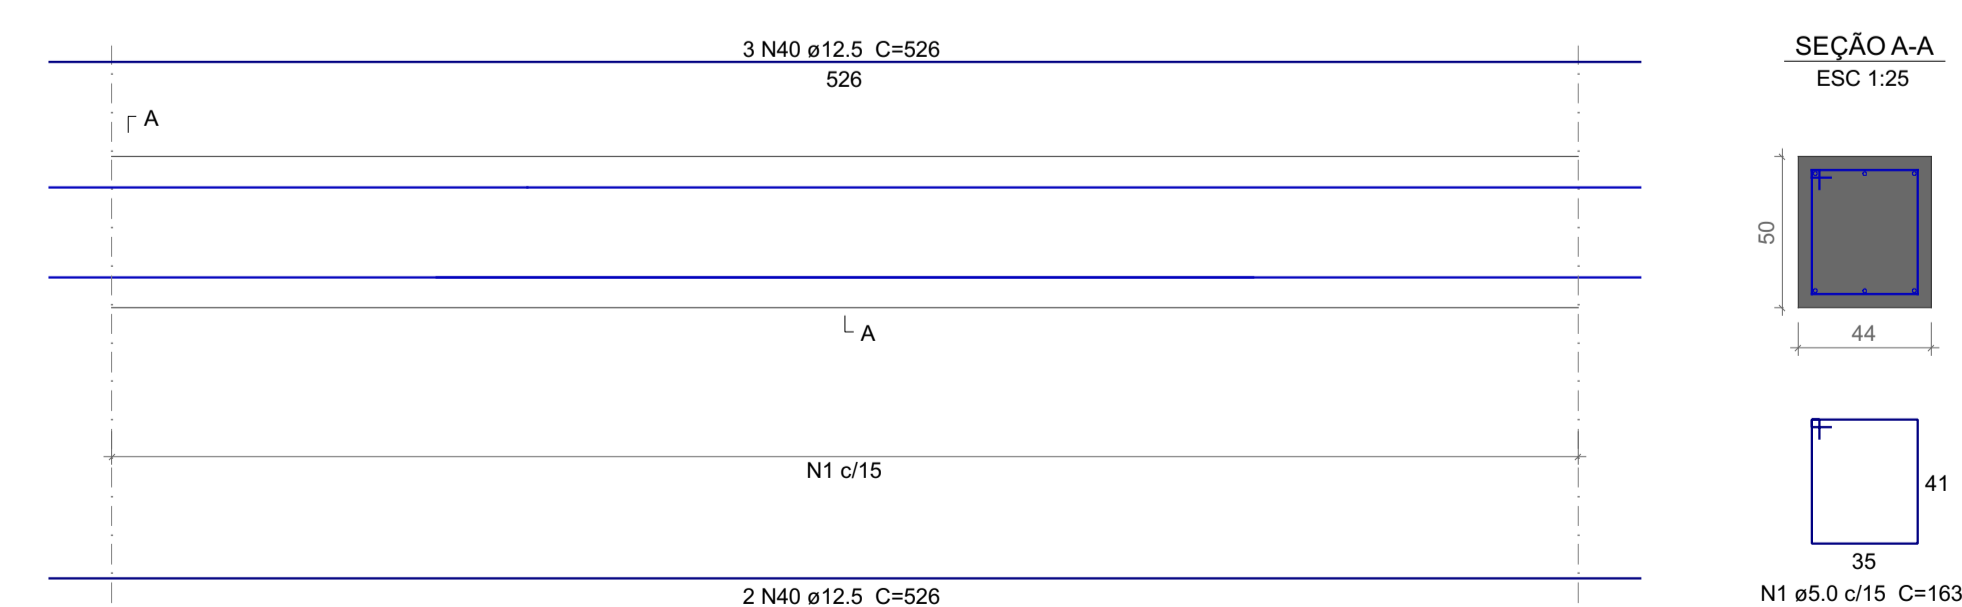 3 N40 ø12.5 C=526
526
SEÇÃO A-A
ESC 1:25
A
50
A
44
N1 c/15
41
35
2 N40 ø12.5 C=526
N1 ø5.0 c/15 C=163